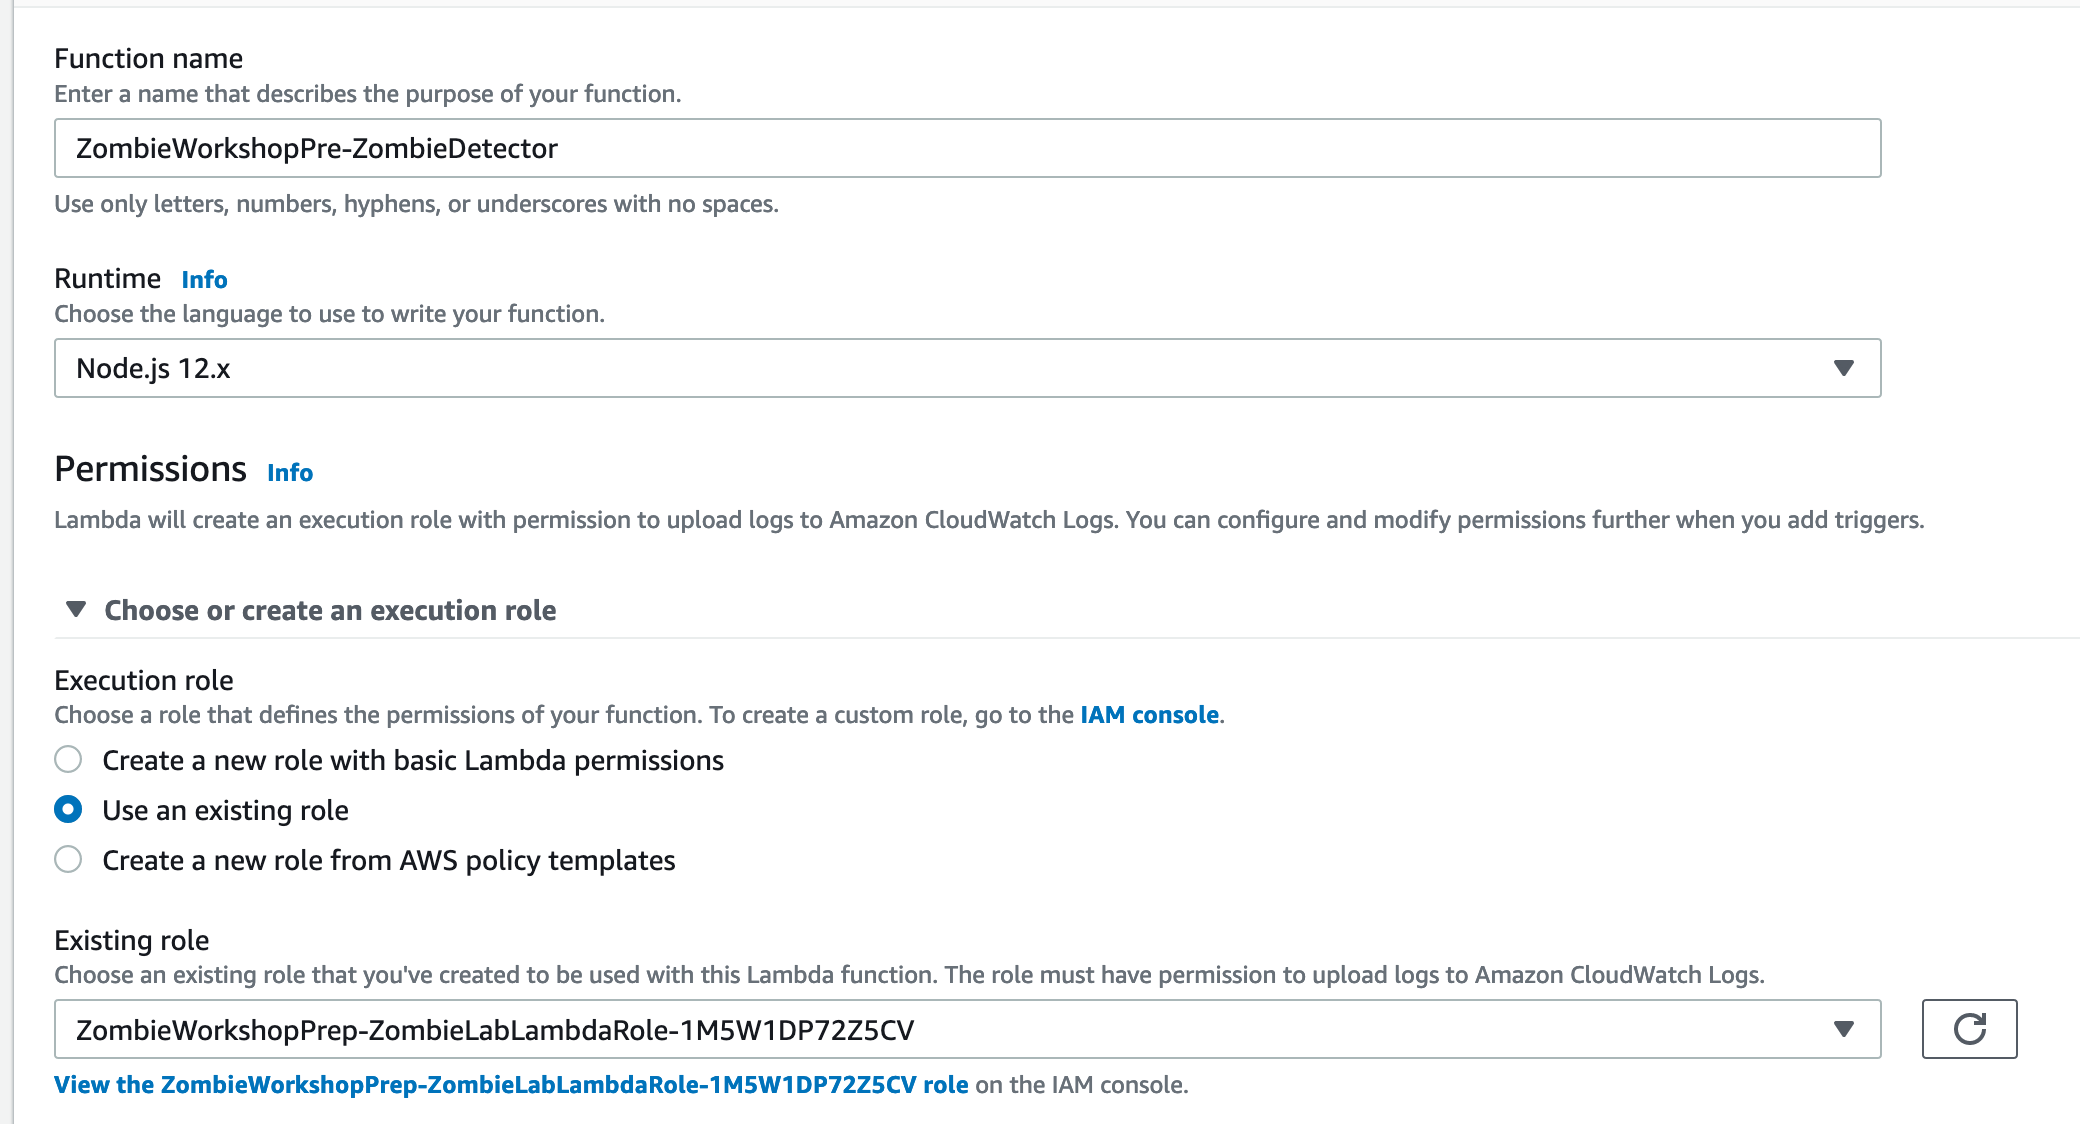 Function name
Enter a name that describes the purpose of your function.
ZombieWorkshopPre-ZombieDetector
Use only letters, numbers, hyphens, or underscores with no spaces.
Runtime Info
Choose the language to use to write your function.
Node.js 12.x
Permissions Info
Lambda will create an execution role with permission to upload logs to Amazon CloudWatch Logs. You can configure and modify permissions further when you add triggers.
Choose or create an execution role
Execution role
Choose a role that defines the permissions of your function. To create a custom role, go to the IAM console.
Create a new role with basic Lambda permissions
Use an existing role
Create a new role from AWS policy templates
Existing role
Choose an existing role that you've created to be used with this Lambda function. The role must have permission to upload logs to Amazon CloudWatch Logs.
ZombieWorkshopPrep-ZombieLabLambdaRole-1M5W1DP72Z5CV
View the ZombieWorkshopPrep-ZombieLabLambdaRole-1M5W1DP72Z5CV role on the IAM console.